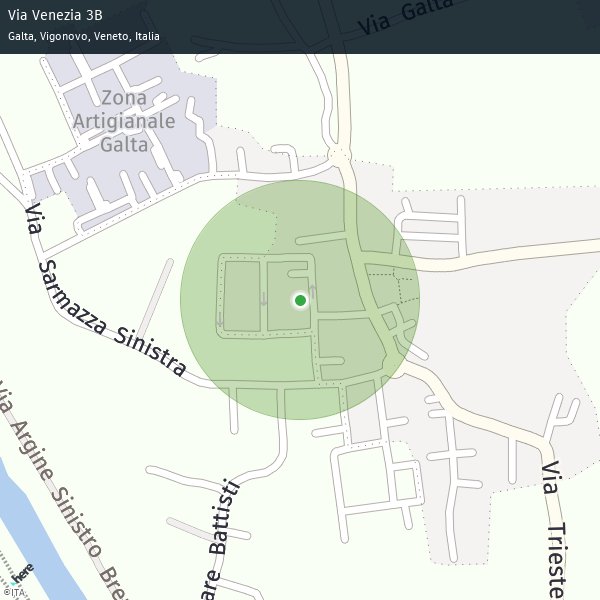 Via Venezia 3B
Galta, Vigonovo, Veneto, Italia
Via Galta
Zona
Artigianale
Galta
Via Sarmazza Sinistra
Via Argine Sinistro Bre
are Battisti
Via Trieste
here
©ITA